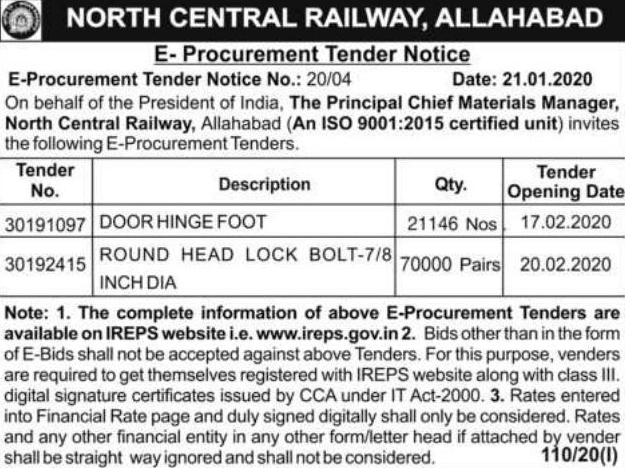 NORTH CENTRAL RAILWAY, ALLAHABAD
E- Procurement Tender Notice
E-Procurement Tender Notice No.: 20/04 Date: 21.01.2020
On behalf of the President of India, The Principal Chief Materials Manager,
North Central Railway, Allahabad (An ISO 9001:2015 certified unit) invites
the following E-Procurement Tenders.
Tender No. Description Qty. Tender Opening Date
30191097 DOOR HINGE FOOT 21146 Nos. 17.02.2020
30192415 ROUND HEAD LOCK BOLT-7/8 INCH DIA 70000 Pairs 20.02.2020
Note: 1. The complete information of above E-Procurement Tenders are
available on IREPS website i.e. www.ireps.gov.in 2. Bids other than in the form
of E-Bids shall not be accepted against above Tenders. For this purpose, venders
are required to get themselves registered with IREPS website along with class III.
digital signature certificates issued by CCA under IT Act-2000. 3. Rates entered
into Financial Rate page and duly signed digitally shall only be considered. Rates
and any other financial entity in any other form/letter head if attached by vender
shall be straight way ignored and shall not be considered. 110/20(I)